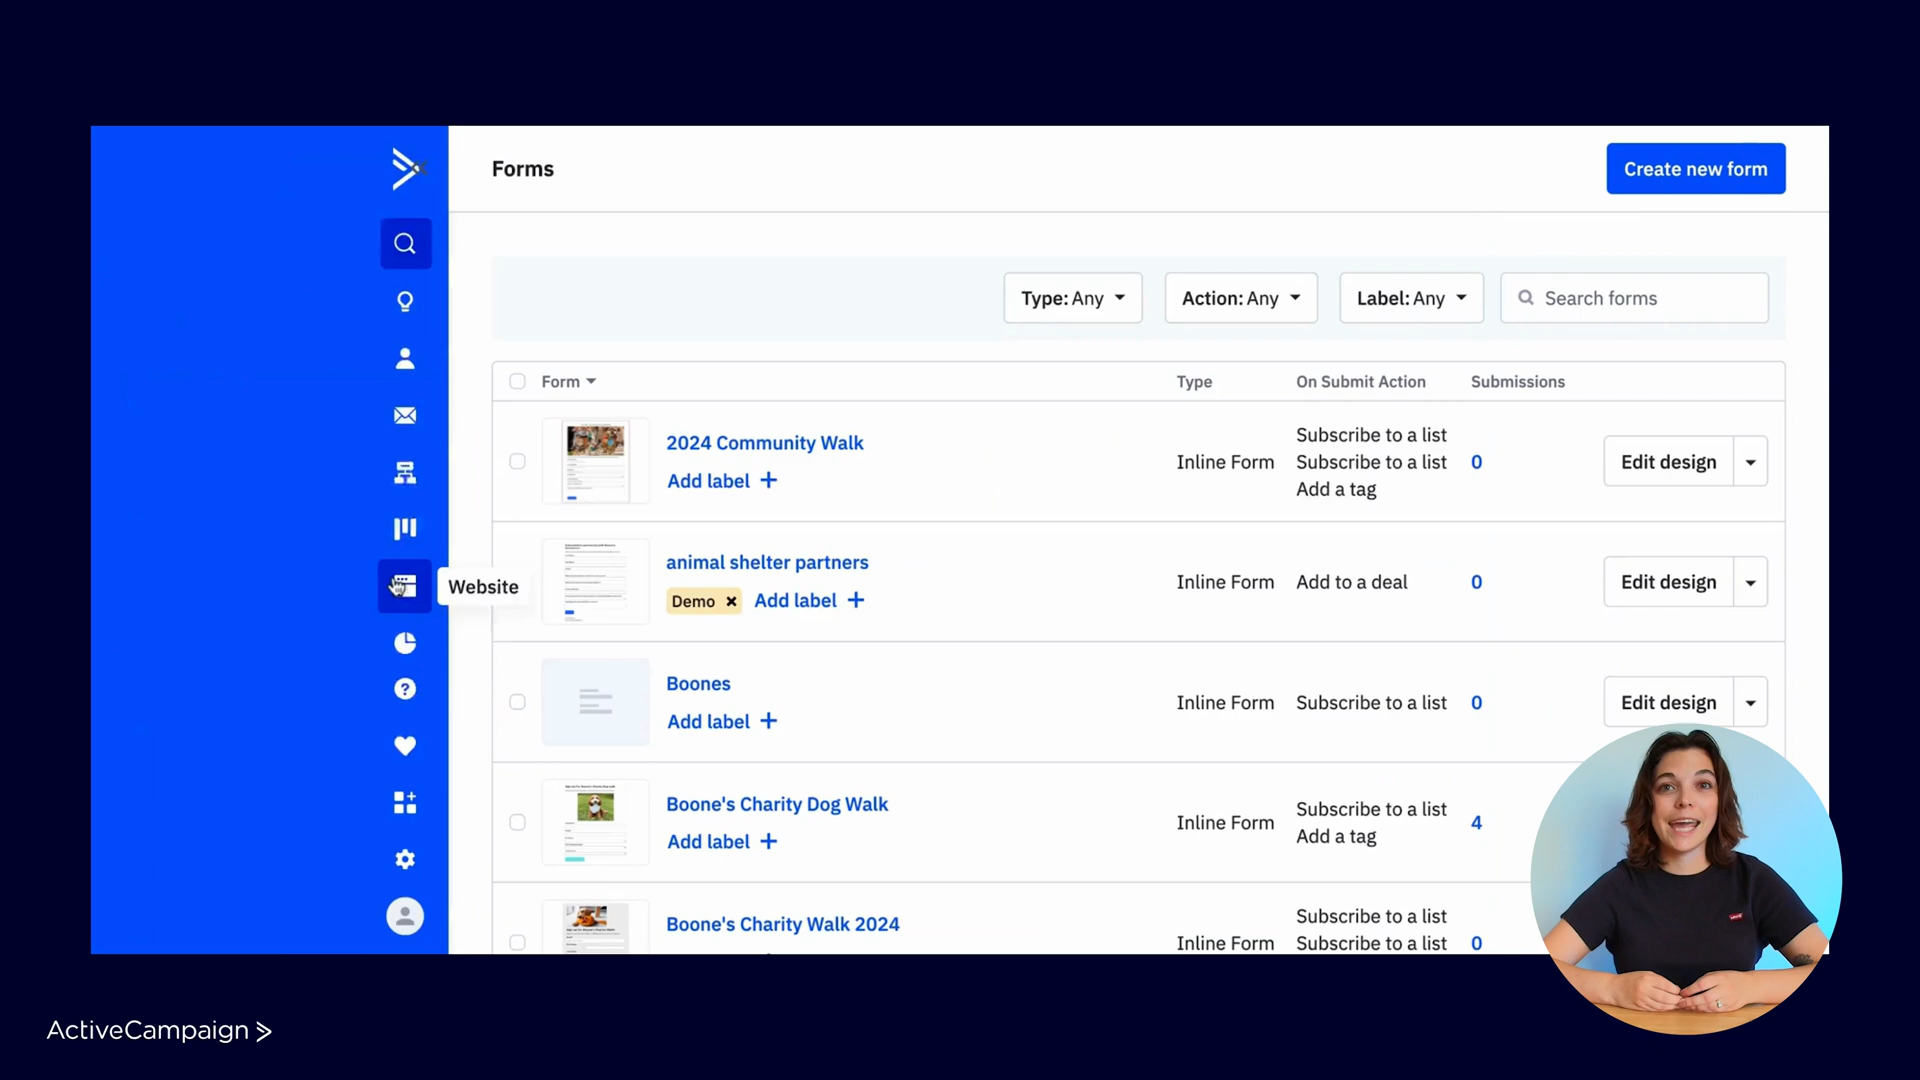 Forms
Create new form
Type: Any
Action: Any
Label: Any
Search forms
Form
Type
On Submit Action
Submissions
2024 Community Walk
Add label +
Inline Form
Subscribe to a list
Subscribe to a list
Add a tag
0
Edit design
animal shelter partners
Demo x
Add label +
Inline Form
Add to a deal
0
Edit design
Website
Boones
Add label +
Inline Form
Subscribe to a list
0
Edit design
Boone's Charity Dog Walk
Add label +
Inline Form
Subscribe to a list
Add a tag
4
Boone's Charity Walk 2024
Inline Form
Subscribe to a list
Subscribe to a list
0
ActiveCampaign >